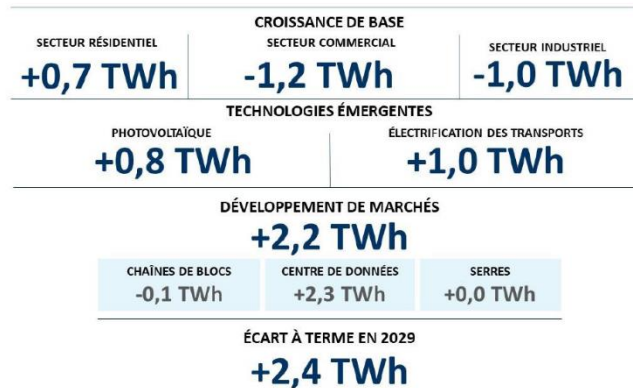 CROISSANCE DE BASE
SECTEUR RÉSIDENTIEL
SECTEUR COMMERCIAL
SECTEUR INDUSTRIEL
+0,7 TWh
-1,2 TWh
-1,0 TWh
TECHNOLOGIES ÉMERGENTES
PHOTOVOLTAÏQUE
ÉLECTRIFICATION DES TRANSPORTS
+0,8 TWh
+1,0 TWh
DÉVELOPPEMENT DE MARCHÉS
+2,2 TWh
CHAÎNES DE BLOCS
CENTRE DE DONNÉES
SERRES
-0,1 TWh
+2,3 TWh
+0,0 TWh
ÉCART À TERME EN 2029
+2,4 TWh